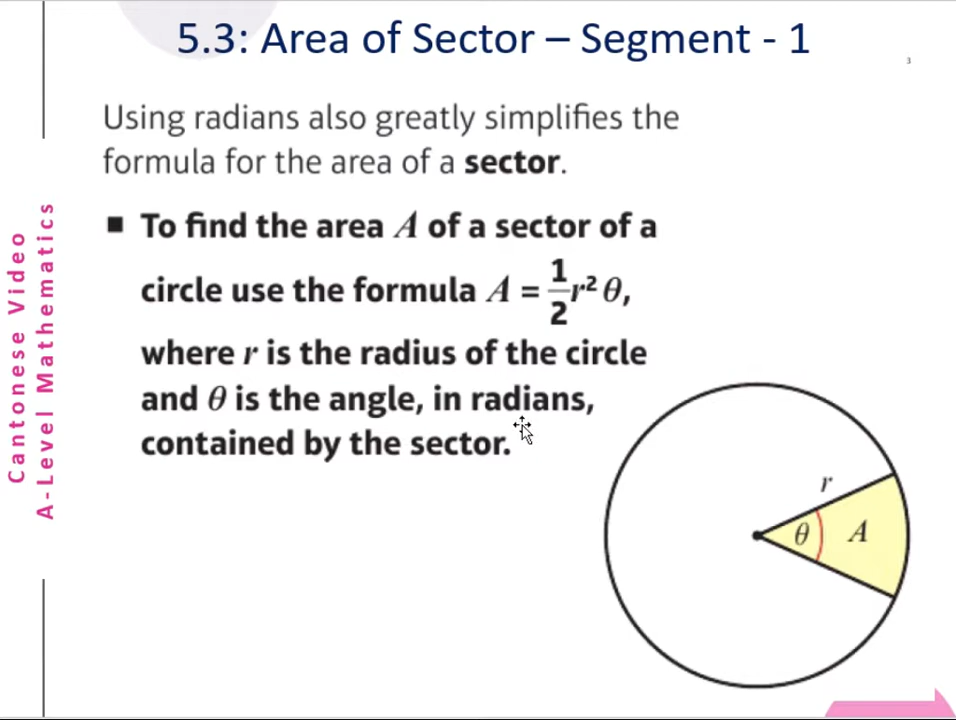 5.3: Area of Sector – Segment - 1
3
Using radians also greatly simplifies the
formula for the area of a sector.
■ To find the area A of a sector of a
circle use the formula A = 1/2 r² θ,
where r is the radius of the circle
and θ is the angle, in radians,
contained by the sector.
r
θ
A
Cantonese Video
A-Level Mathematics